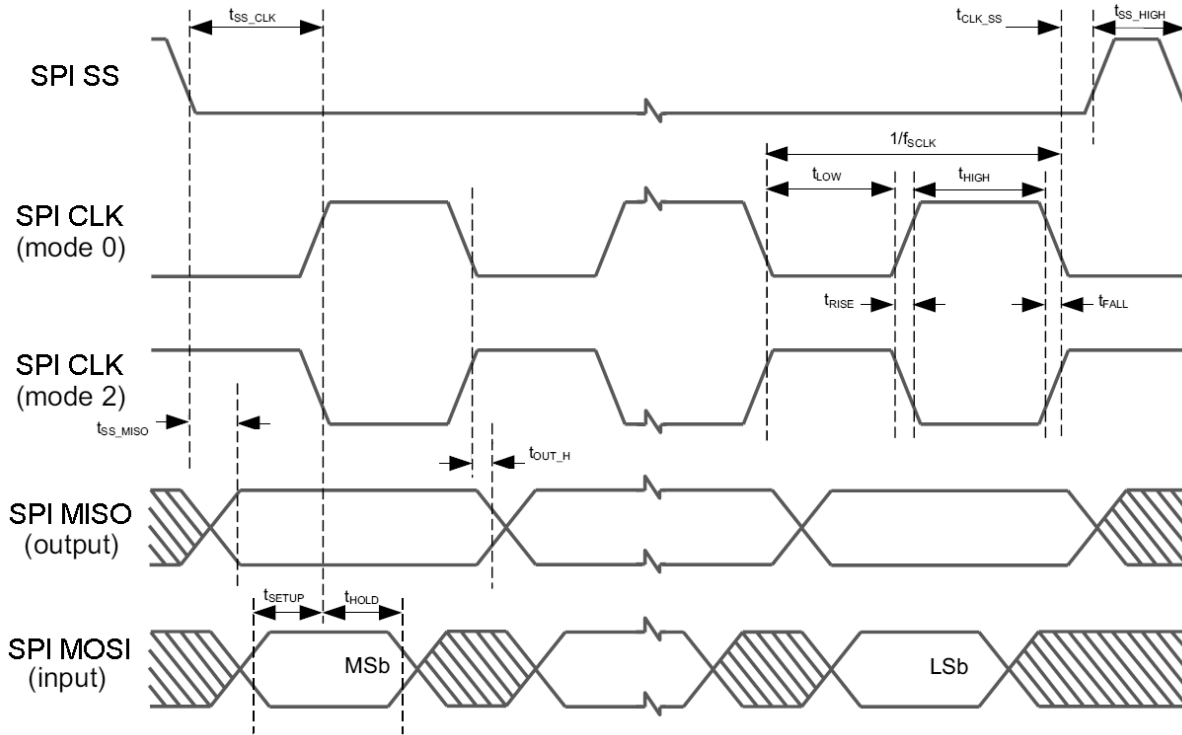 tSS_CLK
tCLK_SS
tSS_HIGH
SPI SS
1/fSCLK
tLOW
tHIGH
SPI CLK
(mode 0)
tRISE
tFALL
SPI CLK
(mode 2)
tSS_MISO
tOUT_H
SPI MISO
(output)
tSETUP
tHOLD
SPI MOSI
(input)
MSb
LSb